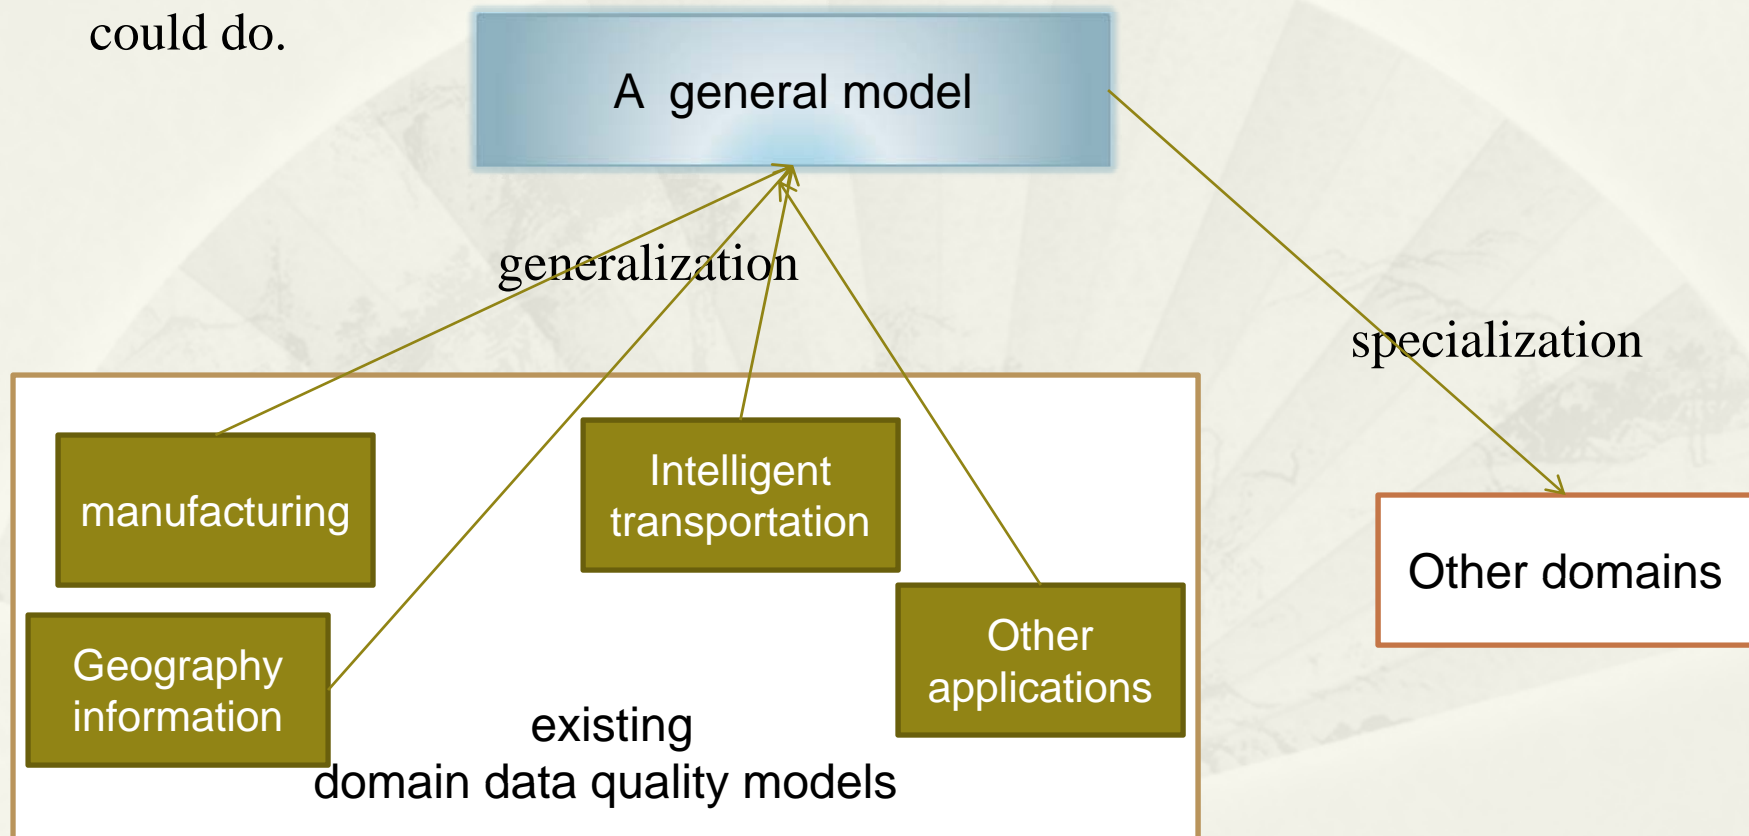 could do.
A general model
generalization
specialization
manufacturing
Intelligent
transportation
Geography
information
Other
applications
existing
domain data quality models
Other domains